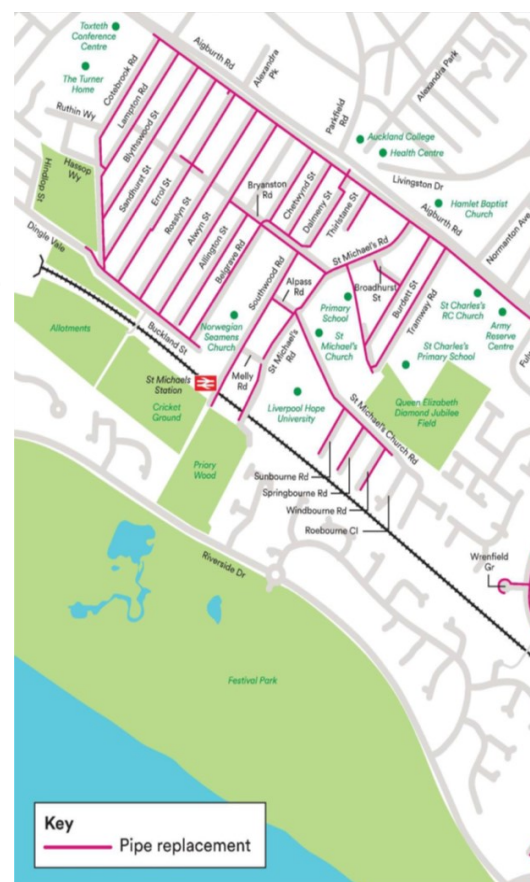 Toxteth
Conference
Centre
Aigburth Rd
Alexandra
Pk
Alexandra Park
The Turner
Home
Cotebrook Rd
Lampton Rd
Blythswood St
Parkfield
Rd
Ruthin Wy
Auckland College
Health Centre
Hassop
Wy
Hindlip St
Sandhurst St
Errol St
Rosslyn St
Alwyn St
Allington St
Belgrave Rd
Bryanston
Rd
Chetwynd St
Dalmeny St
Thirlstane St
Livingston Dr
Aigburth Rd
Hamlet Baptist
Church
Normanton Ave
Dingle Vale
St Michael's Rd
Southwood Rd
Alpass
Rd
Broadhurst
St
Burdett St
Tramway Rd
St Charles's
RC Church
Army
Reserve
Centre
Allotments
Buckland St
Norwegian
Seamens
Church
Primary
School
St
Michael's
Church
St Charles's
Primary School
St Michael's
Rd
St Michaels
Station
Melly
Rd
Cricket
Ground
Liverpool Hope
University
St Michael's Church Rd
Queen Elizabeth
Diamond Jubilee
Field
Priory
Wood
Sunbourne Rd
Springbourne Rd
Windbourne Rd
Roebourne Cl
Riverside Dr
Wrenfield
Gr
Festival Park
Key
Pipe replacement